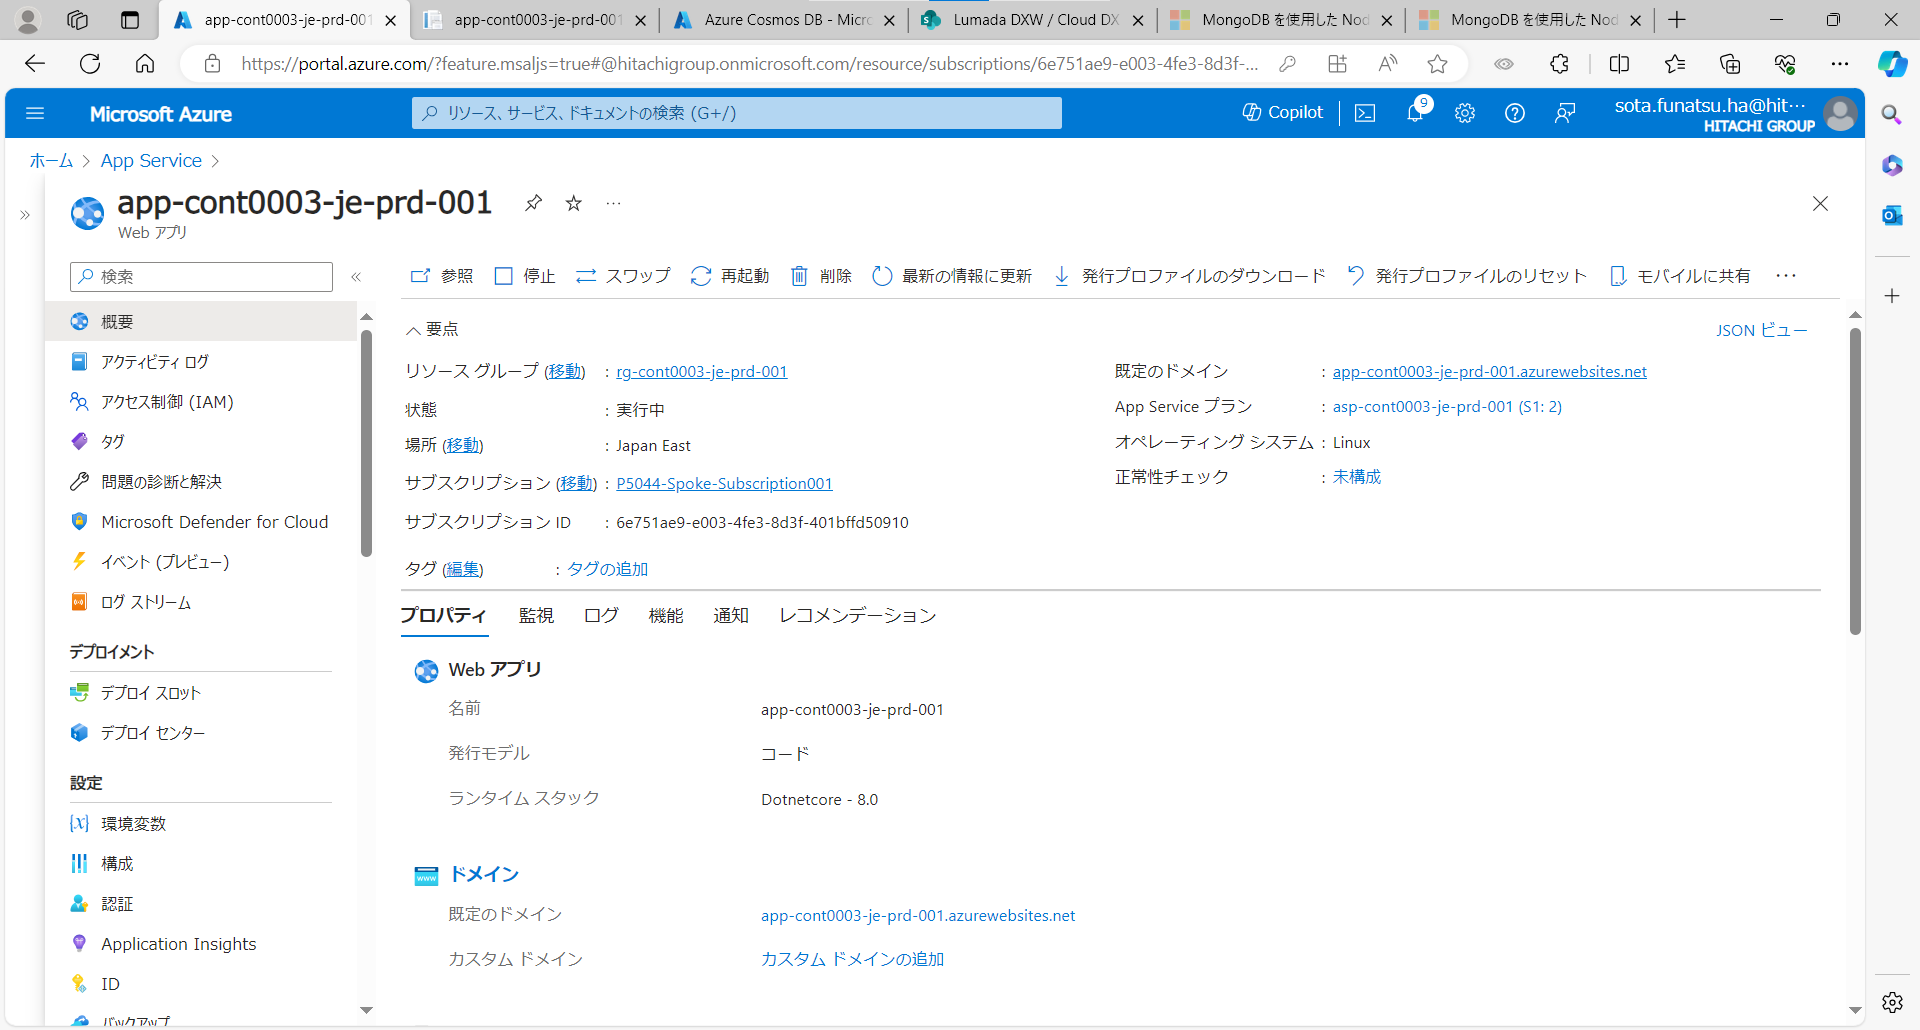 app-cont0003-je-prd-001
app-cont0003-je-prd-001
Azure Cosmos DB - Micro
Lumada DXW / Cloud DX
MongoDB を使用した Nod
MongoDB を使用した Nod
https://portal.azure.com/?feature.msaljs=true#@hitachigroup.onmicrosoft.com/resource/subscriptions/6e751ae9-e003-4fe3-8d3f-...
Microsoft Azure
リソース、サービス、ドキュメントの検索 (G+/)
Copilot
9
sota.funatsu.ha@hit···
HITACHI GROUP
ホーム > App Service >
app-cont0003-je-prd-001
Web アプリ
検索
参照 停止 スワップ 再起動 削除 最新の情報に更新 発行プロファイルのダウンロード 発行プロファイルのリセット モバイルに共有 ···
概要
アクティビティ ログ
アクセス制御 (IAM)
タグ
問題の診断と解決
Microsoft Defender for Cloud
イベント (プレビュー)
ログ ストリーム
デプロイメント
デプロイ スロット
デプロイ センター
設定
環境変数
構成
認証
Application Insights
ID
バックアップ
要点
JSON ビュー
リソース グループ (移動) : rg-cont0003-je-prd-001
状態 : 実行中
場所 (移動) : Japan East
サブスクリプション (移動) : P5044-Spoke-Subscription001
サブスクリプション ID : 6e751ae9-e003-4fe3-8d3f-401bffd50910
既定のドメイン : app-cont0003-je-prd-001.azurewebsites.net
App Service プラン : asp-cont0003-je-prd-001 (S1: 2)
オペレーティング システム : Linux
正常性チェック : 未構成
タグ (編集) : タグの追加
プロパティ 監視 ログ 機能 通知 レコメンデーション
Web アプリ
名前 app-cont0003-je-prd-001
発行モデル コード
ランタイム スタック Dotnetcore - 8.0
ドメイン
既定のドメイン app-cont0003-je-prd-001.azurewebsites.net
カスタム ドメイン カスタム ドメインの追加